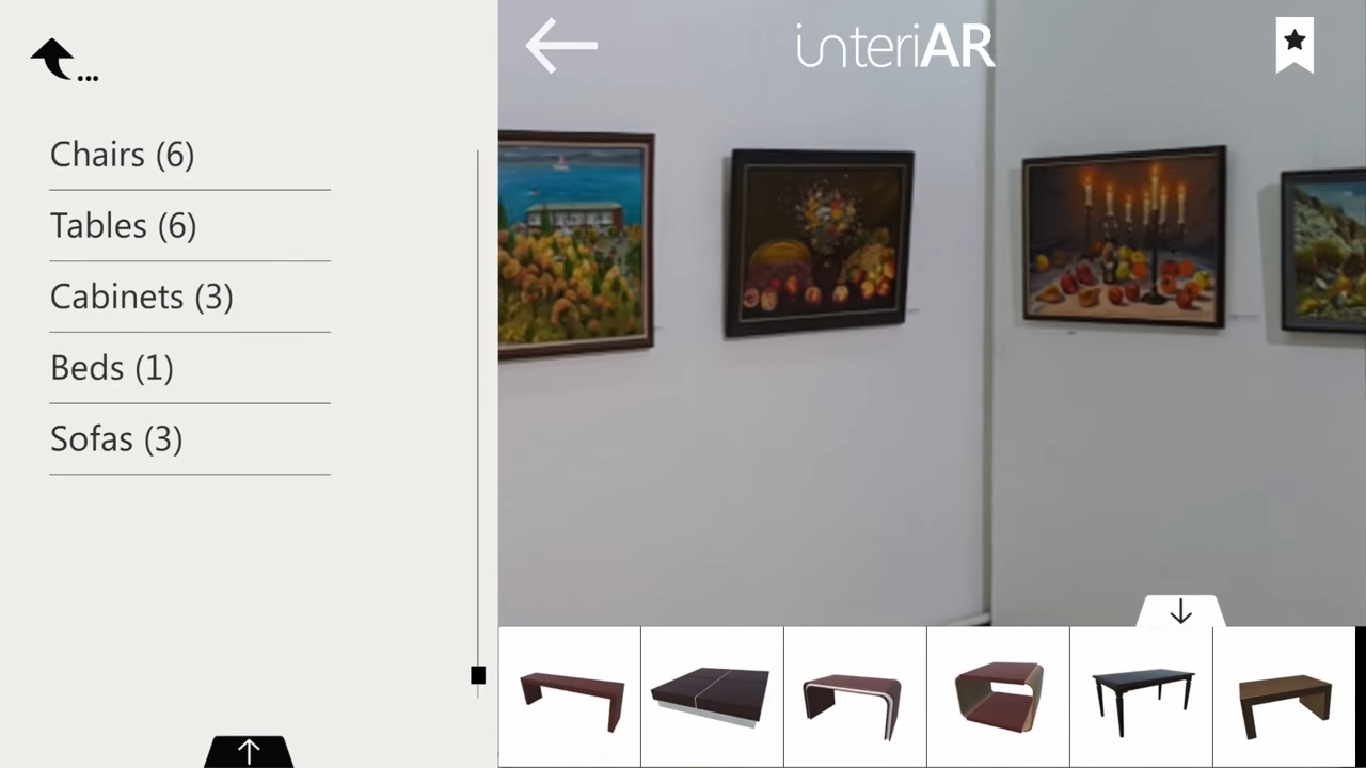 ...
Chairs (6)
Tables (6)
Cabinets (3)
Beds (1)
Sofas (3)
interiAR